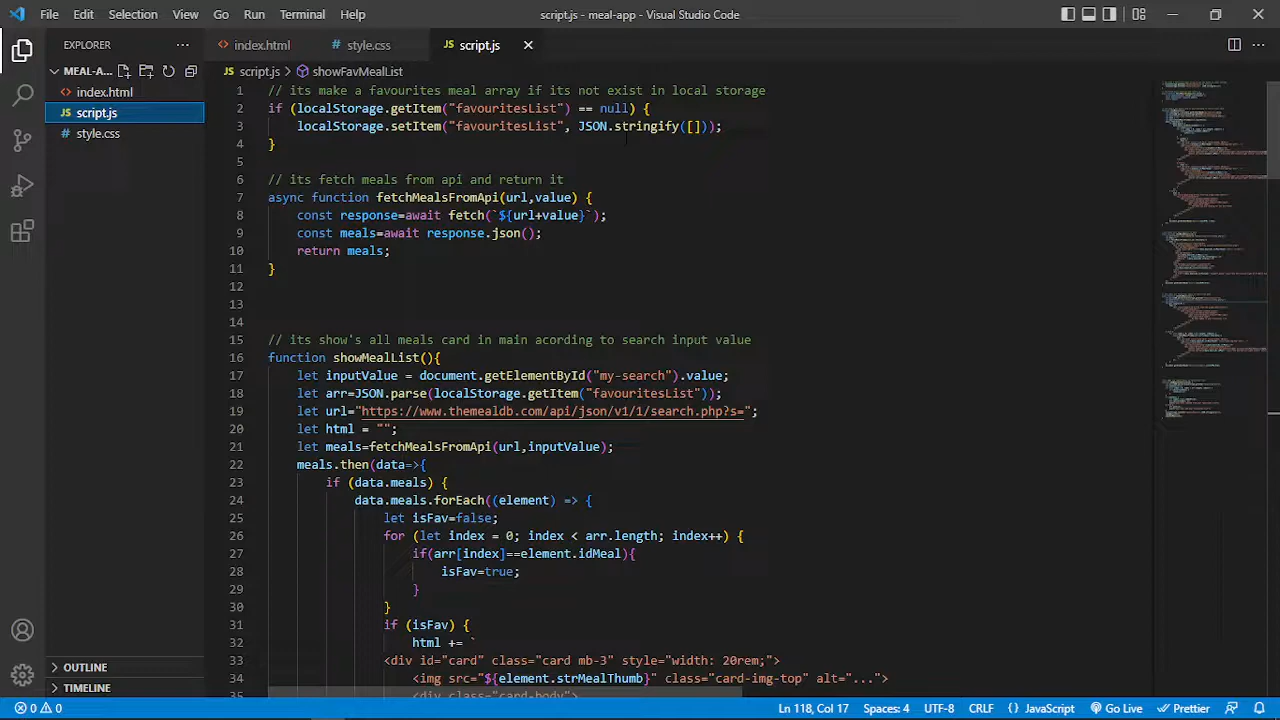 File Edit Selection View Go Run Terminal Help script.js - meal-app - Visual Studio Code
EXPLORER
MEAL-A...
index.html
JS script.js
# style.css
OUTLINE
TIMELINE
<> index.html # style.css JS script.js
JS script.js > showFavMealList
1 // its make a favourites meal array if its not exist in local storage
2 if (localStorage.getItem("favouritesList") == null) {
3 localStorage.setItem("favouritesList", JSON.stringify([]));
4 }
5
6 // its fetch meals from api and return it
7 async function fetchMealsFromApi(url,value) {
8 const response=await fetch(`${url+value}`);
9 const meals=await response.json();
10 return meals;
11 }
12
13
14
15 // its show's all meals card in main acording to search input value
16 function showMealList(){
17 let inputValue = document.getElementById("my-search").value;
18 let arr=JSON.parse(localStorage.getItem("favouritesList"));
19 let url="https://www.themealdb.com/api/json/v1/1/search.php?s=";
20 let html = "";
21 let meals=fetchMealsFromApi(url,inputValue);
22 meals.then(data=>{
23 if (data.meals) {
24 data.meals.forEach((element) => {
25 let isFav=false;
26 for (let index = 0; index < arr.length; index++) {
27 if(arr[index]==element.idMeal){
28 isFav=true;
29 }
30 }
31 if (isFav) {
32 html += `
33 <div id="card" class="card mb-3" style="width: 20rem;">
34 <img src="${element.strMealThumb}" class="card-img-top" alt="...">
35 <div class="card-body">
0 0 Ln 118, Col 17 Spaces: 4 UTF-8 CRLF {} JavaScript Go Live Prettier